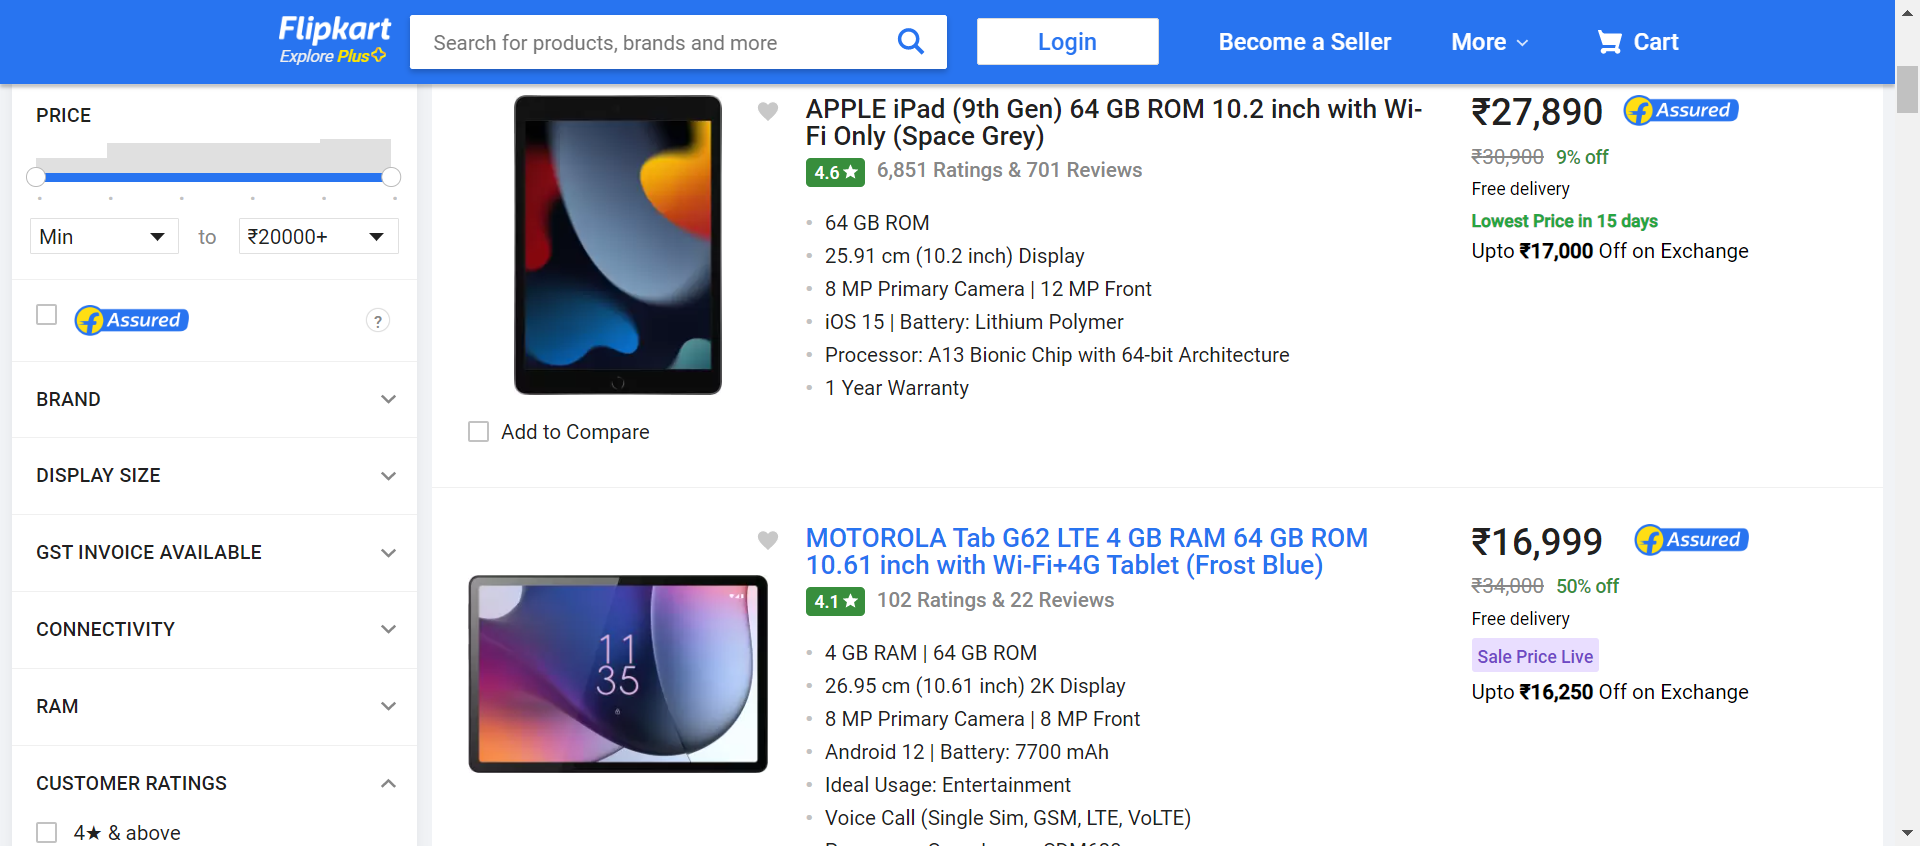 Flipkart
Explore Plus
Search for products, brands and more
Login
Become a Seller
More
Cart
PRICE
Min
to
₹20000+
Assured
?
BRAND
DISPLAY SIZE
GST INVOICE AVAILABLE
CONNECTIVITY
RAM
CUSTOMER RATINGS
4★ & above
APPLE iPad (9th Gen) 64 GB ROM 10.2 inch with Wi-
Fi Only (Space Grey)
4.6★ 6,851 Ratings & 701 Reviews
64 GB ROM
25.91 cm (10.2 inch) Display
8 MP Primary Camera | 12 MP Front
iOS 15 | Battery: Lithium Polymer
Processor: A13 Bionic Chip with 64-bit Architecture
1 Year Warranty
Add to Compare
₹27,890 Assured
₹30,900 9% off
Free delivery
Lowest Price in 15 days
Upto ₹17,000 Off on Exchange
11
35
MOTOROLA Tab G62 LTE 4 GB RAM 64 GB ROM
10.61 inch with Wi-Fi+4G Tablet (Frost Blue)
4.1★ 102 Ratings & 22 Reviews
4 GB RAM | 64 GB ROM
26.95 cm (10.61 inch) 2K Display
8 MP Primary Camera | 8 MP Front
Android 12 | Battery: 7700 mAh
Ideal Usage: Entertainment
Voice Call (Single Sim, GSM, LTE, VoLTE)
₹16,999 Assured
₹34,000 50% off
Free delivery
Sale Price Live
Upto ₹16,250 Off on Exchange